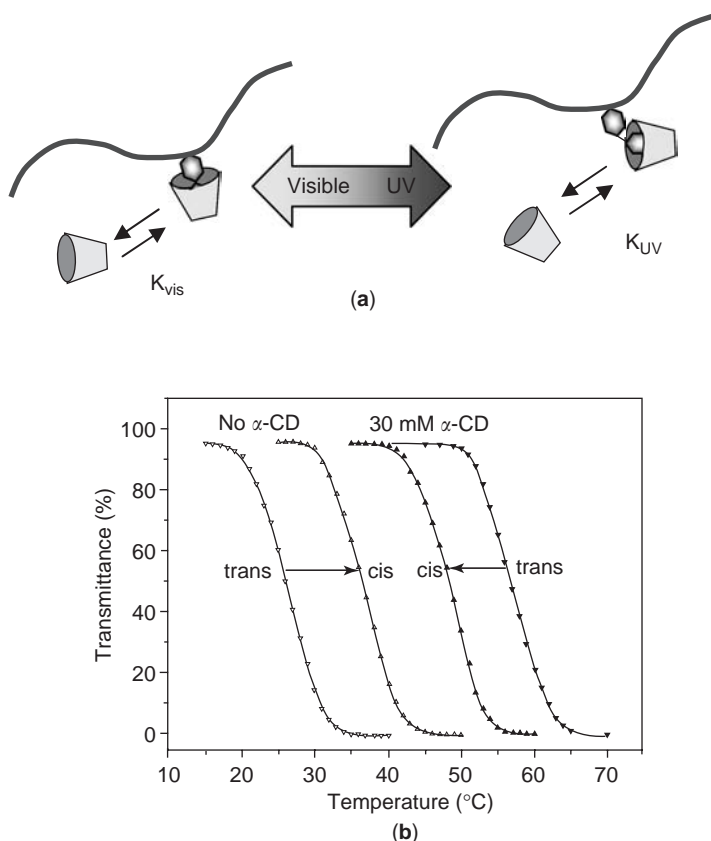 Visible UV
K_vis
K_UV
(a)
No α-CD 30 mM α-CD
100
80
60
40
20
0
trans cis cis trans
Transmittance (%)
10 20 30 40 50 60 70
Temperature (°C)
(b)